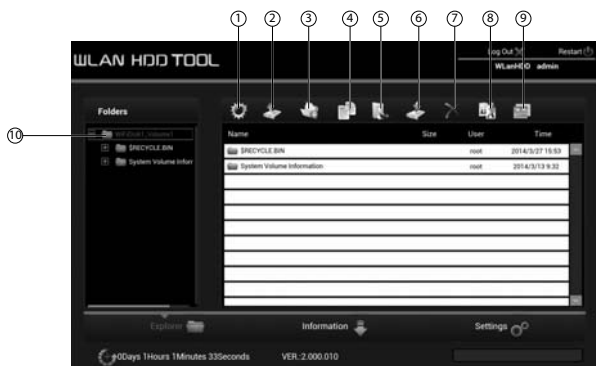 ① ② ③ ④ ⑤ ⑥ ⑦ ⑧ ⑨
WLAN HDD TOOL
Log Out Restart
WLanHDD admin
Folders
⑩
Name Size User Time
WiFiDisk1_Volume1
$RECYCLE.BIN
System Volume Infor
$RECYCLE.BIN root 2014/3/27 15:53
System Volume Information root 2014/3/13 9:32
Explorer Information Settings
0Days 1Hours 1Minutes 33Seconds VER.:2.000.010